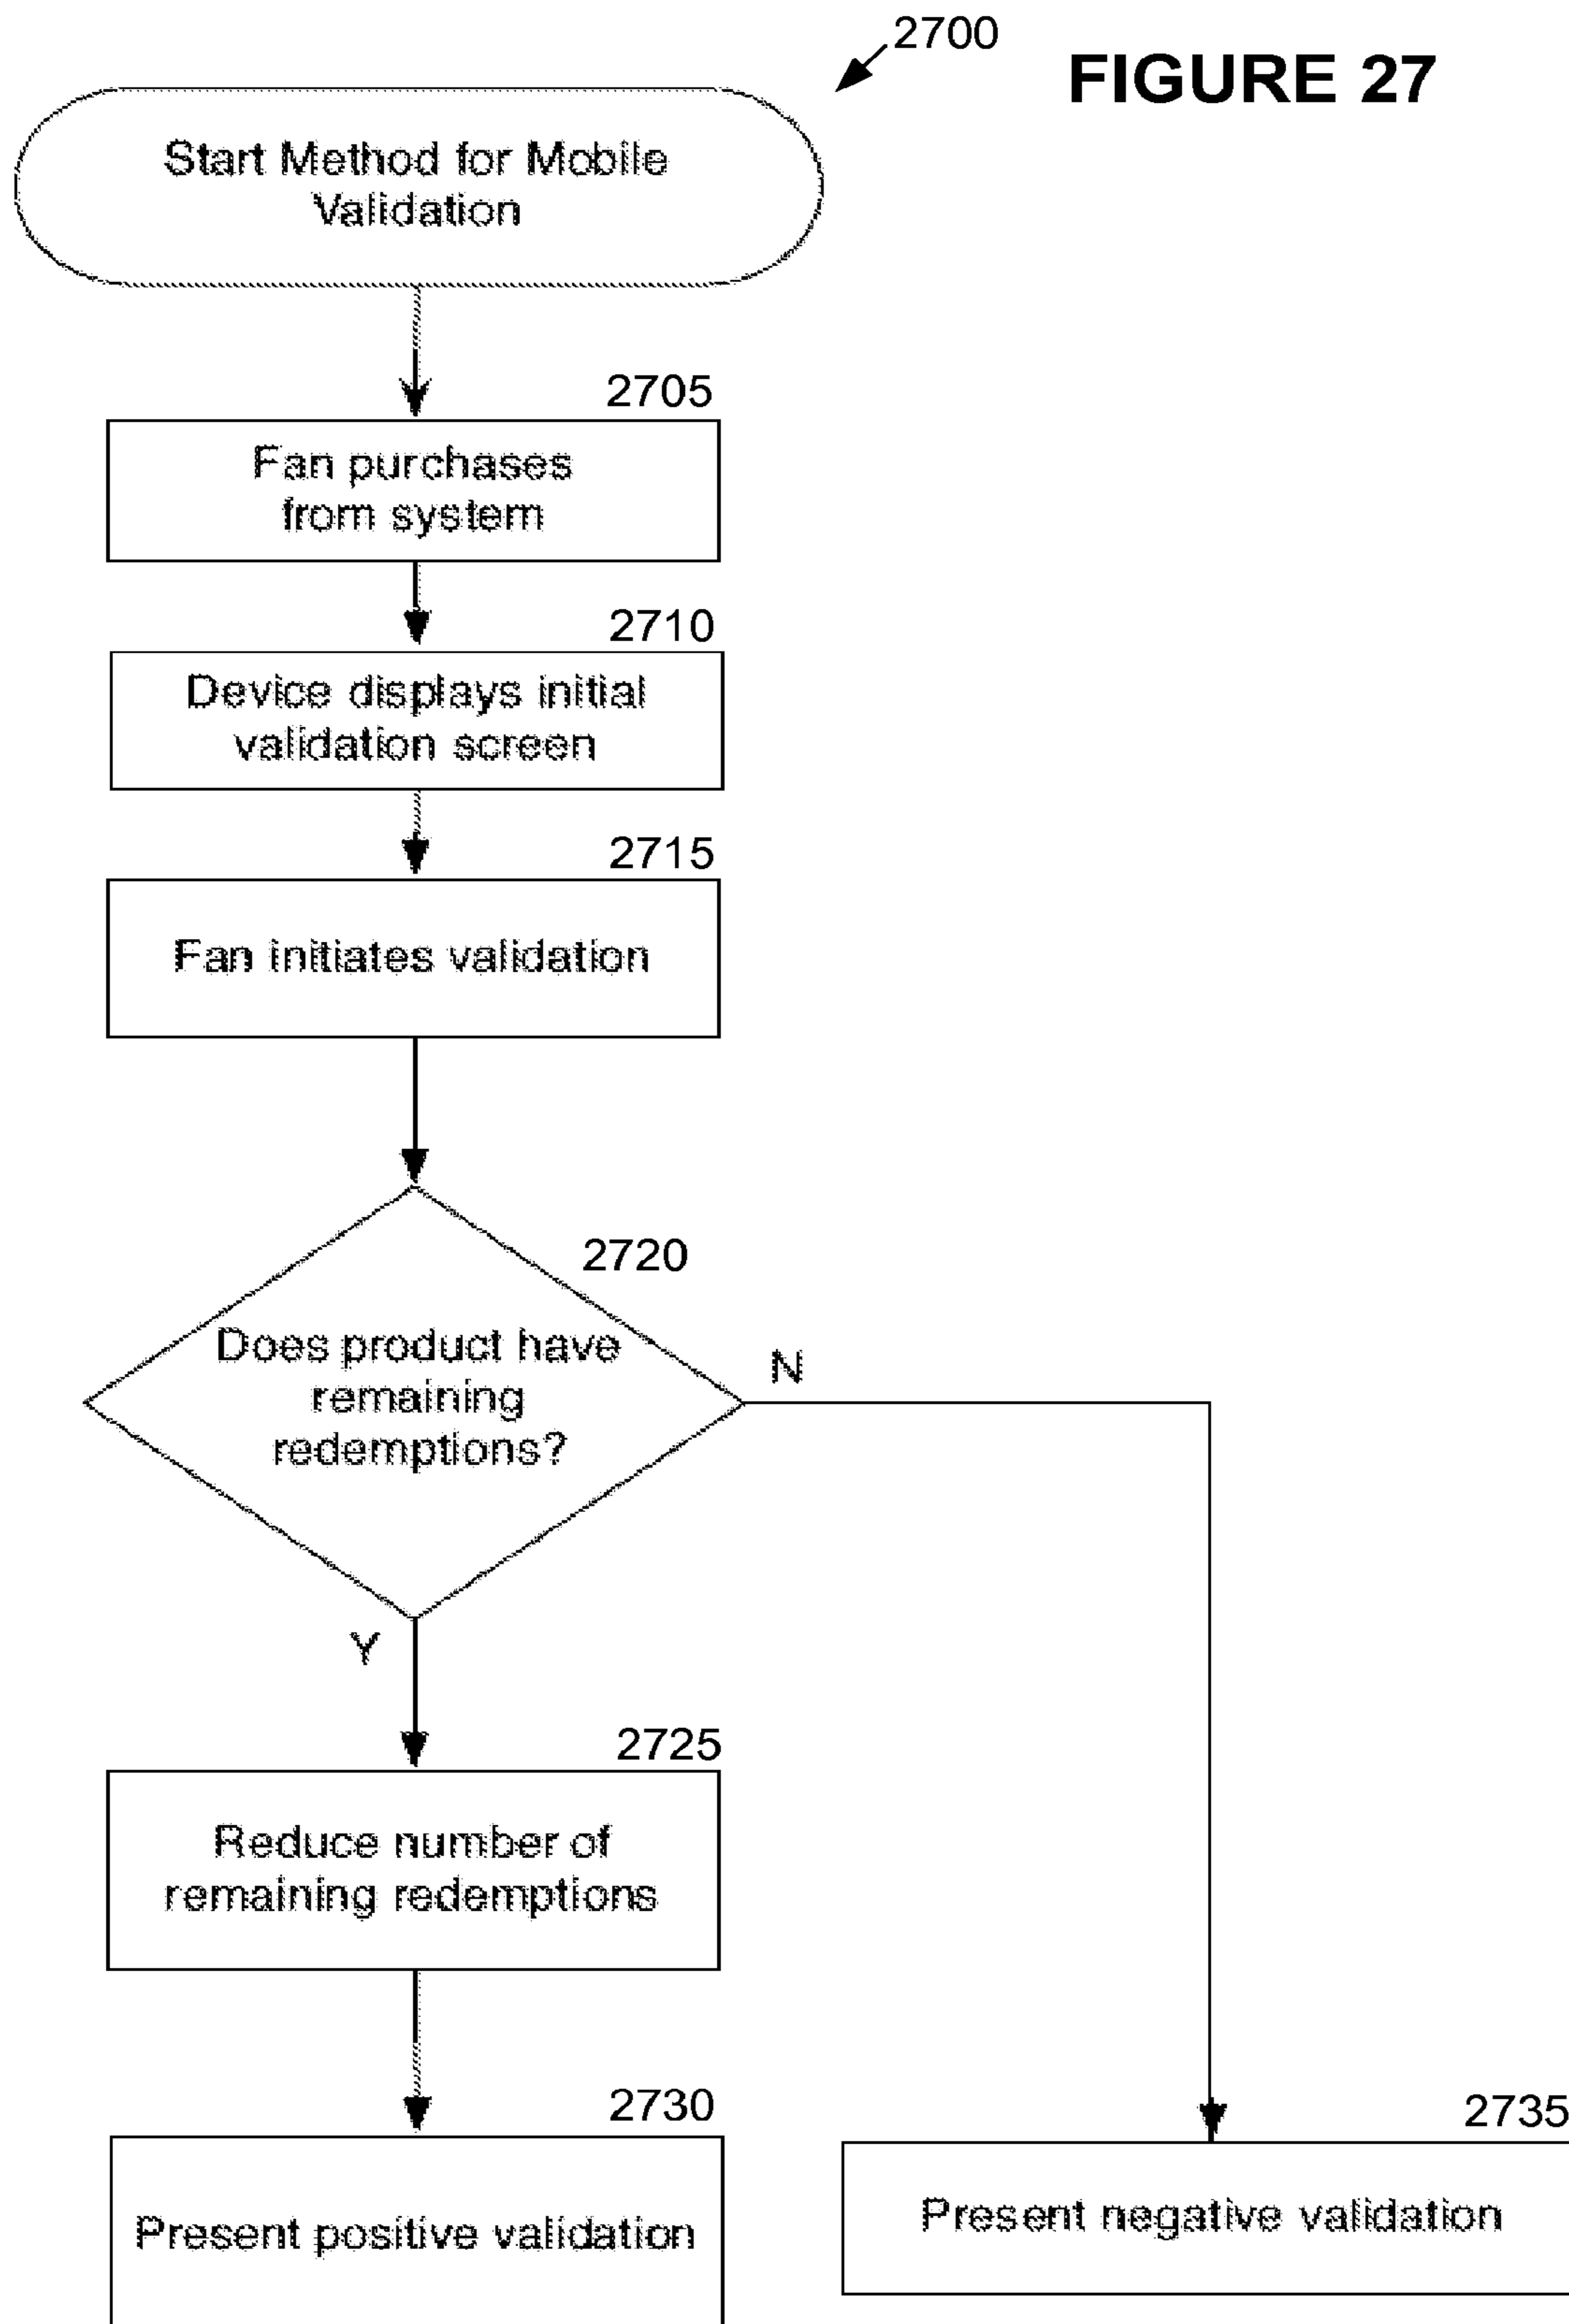 2700
FIGURE 27
Start Method for Mobile
Validation
2705
Fan purchases
from system
2710
Device displays initial
validation screen
2715
Fan initiates validation
2720
Does product have
remaining
redemptions?
N
Y
2725
Reduce number of
remaining redemptions
2730
Present positive validation
2735
Present negative validation